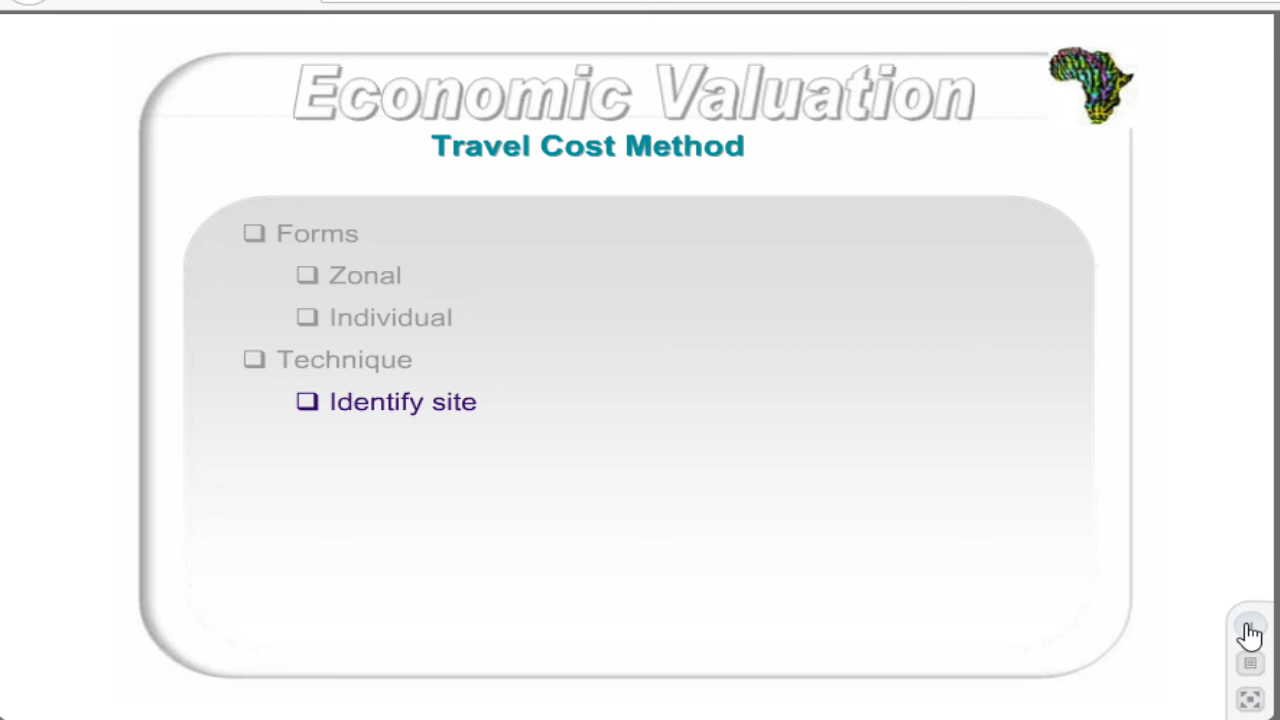 Economic Valuation
Travel Cost Method
Forms
Zonal
Individual
Technique
Identify site